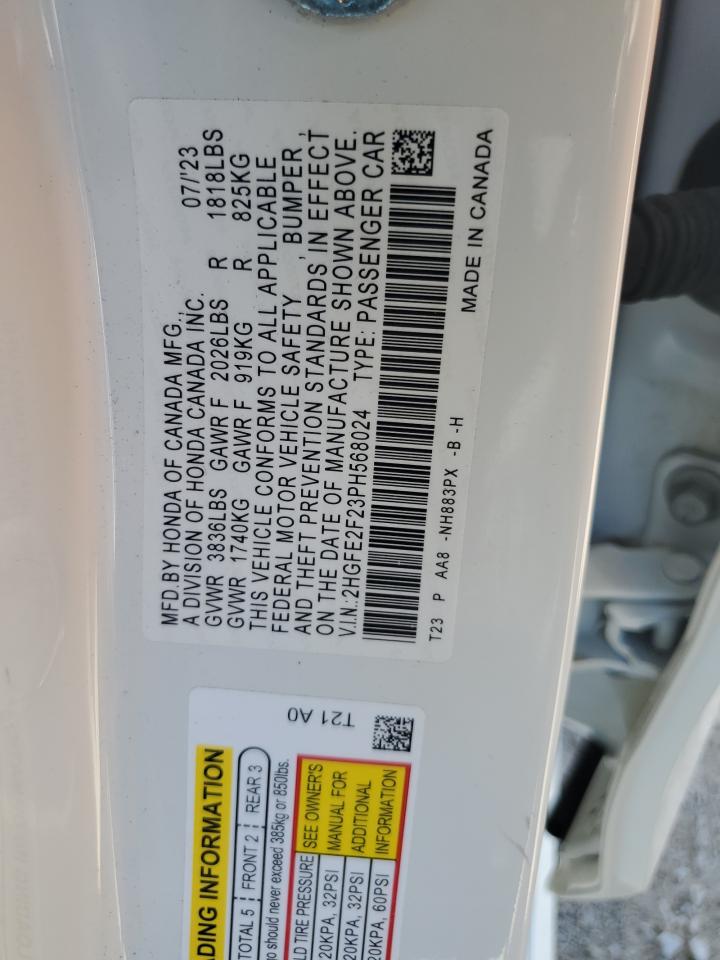 MFD.BY HONDA OF CANADA MFG.,
A DIVISION OF HONDA CANADA INC. 07/'23
GVWR 3836LBS GAWR F 2026LBS R 1818LBS
GVWR 1740KG GAWR F 919KG R 825KG
THIS VEHICLE CONFORMS TO ALL APPLICABLE
FEDERAL MOTOR VEHICLE SAFETY , BUMPER ,
AND THEFT PREVENTION STANDARDS IN EFFECT
ON THE DATE OF MANUFACTURE SHOWN ABOVE.
V.I.N.:2HGFE2F23PH568024 TYPE: PASSENGER CAR
T23 P AA8 -NH883PX -B -H
MADE IN CANADA
T21 A0
ADING INFORMATION
TOTAL 5 FRONT 2 REAR 3
go should never exceed 385kg or 850lbs.
LD TIRE PRESSURE SEE OWNER'S
20KPA, 32PSI MANUAL FOR
20KPA, 32PSI ADDITIONAL
20KPA, 60PSI INFORMATION